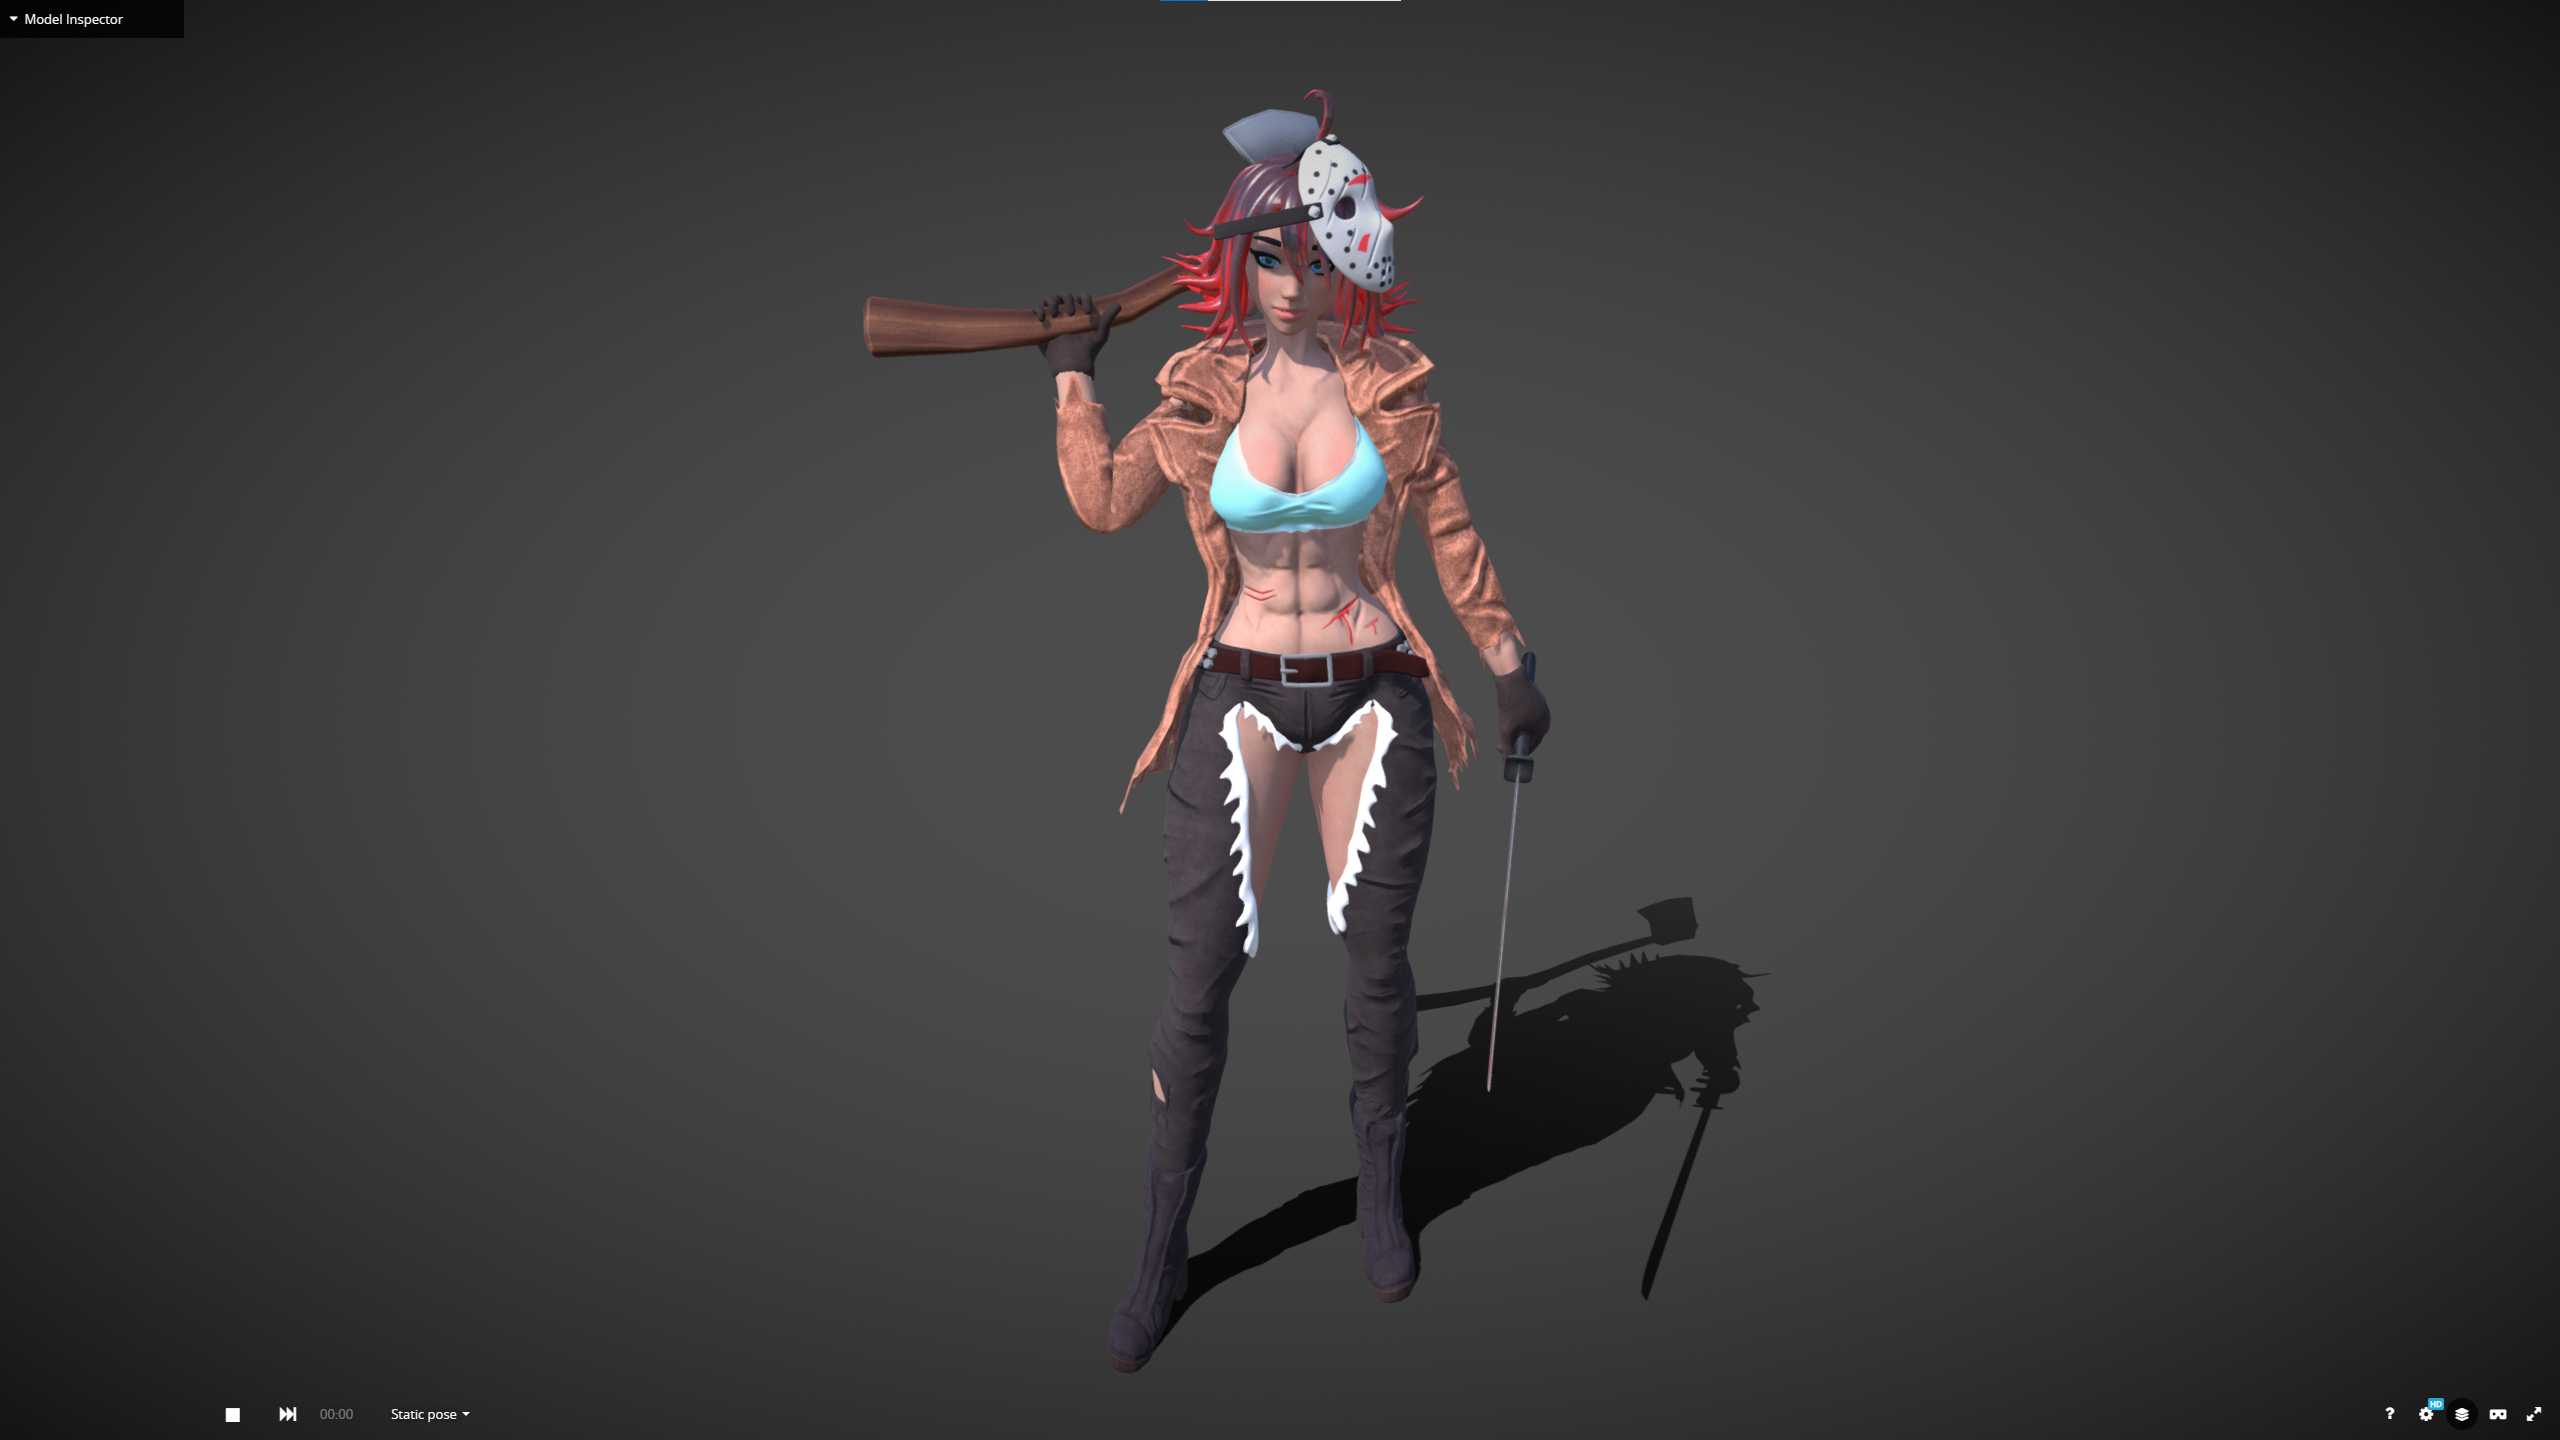 Model Inspector
00:00
Static pose
?
HD